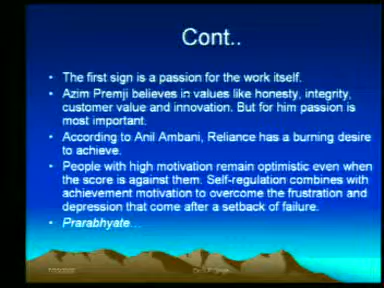 Cont..
• The first sign is a passion for the work itself.
• Azim Premji believes in values like honesty, integrity,
customer value and innovation. But for him passion is
most important.
• According to Anil Ambani, Reliance has a burning desire
to achieve.
• People with high motivation remain optimistic even when
the score is against them. Self-regulation combines with
achievement motivation to overcome the frustration and
depression that come after a setback of failure.
• Prarabhyate...